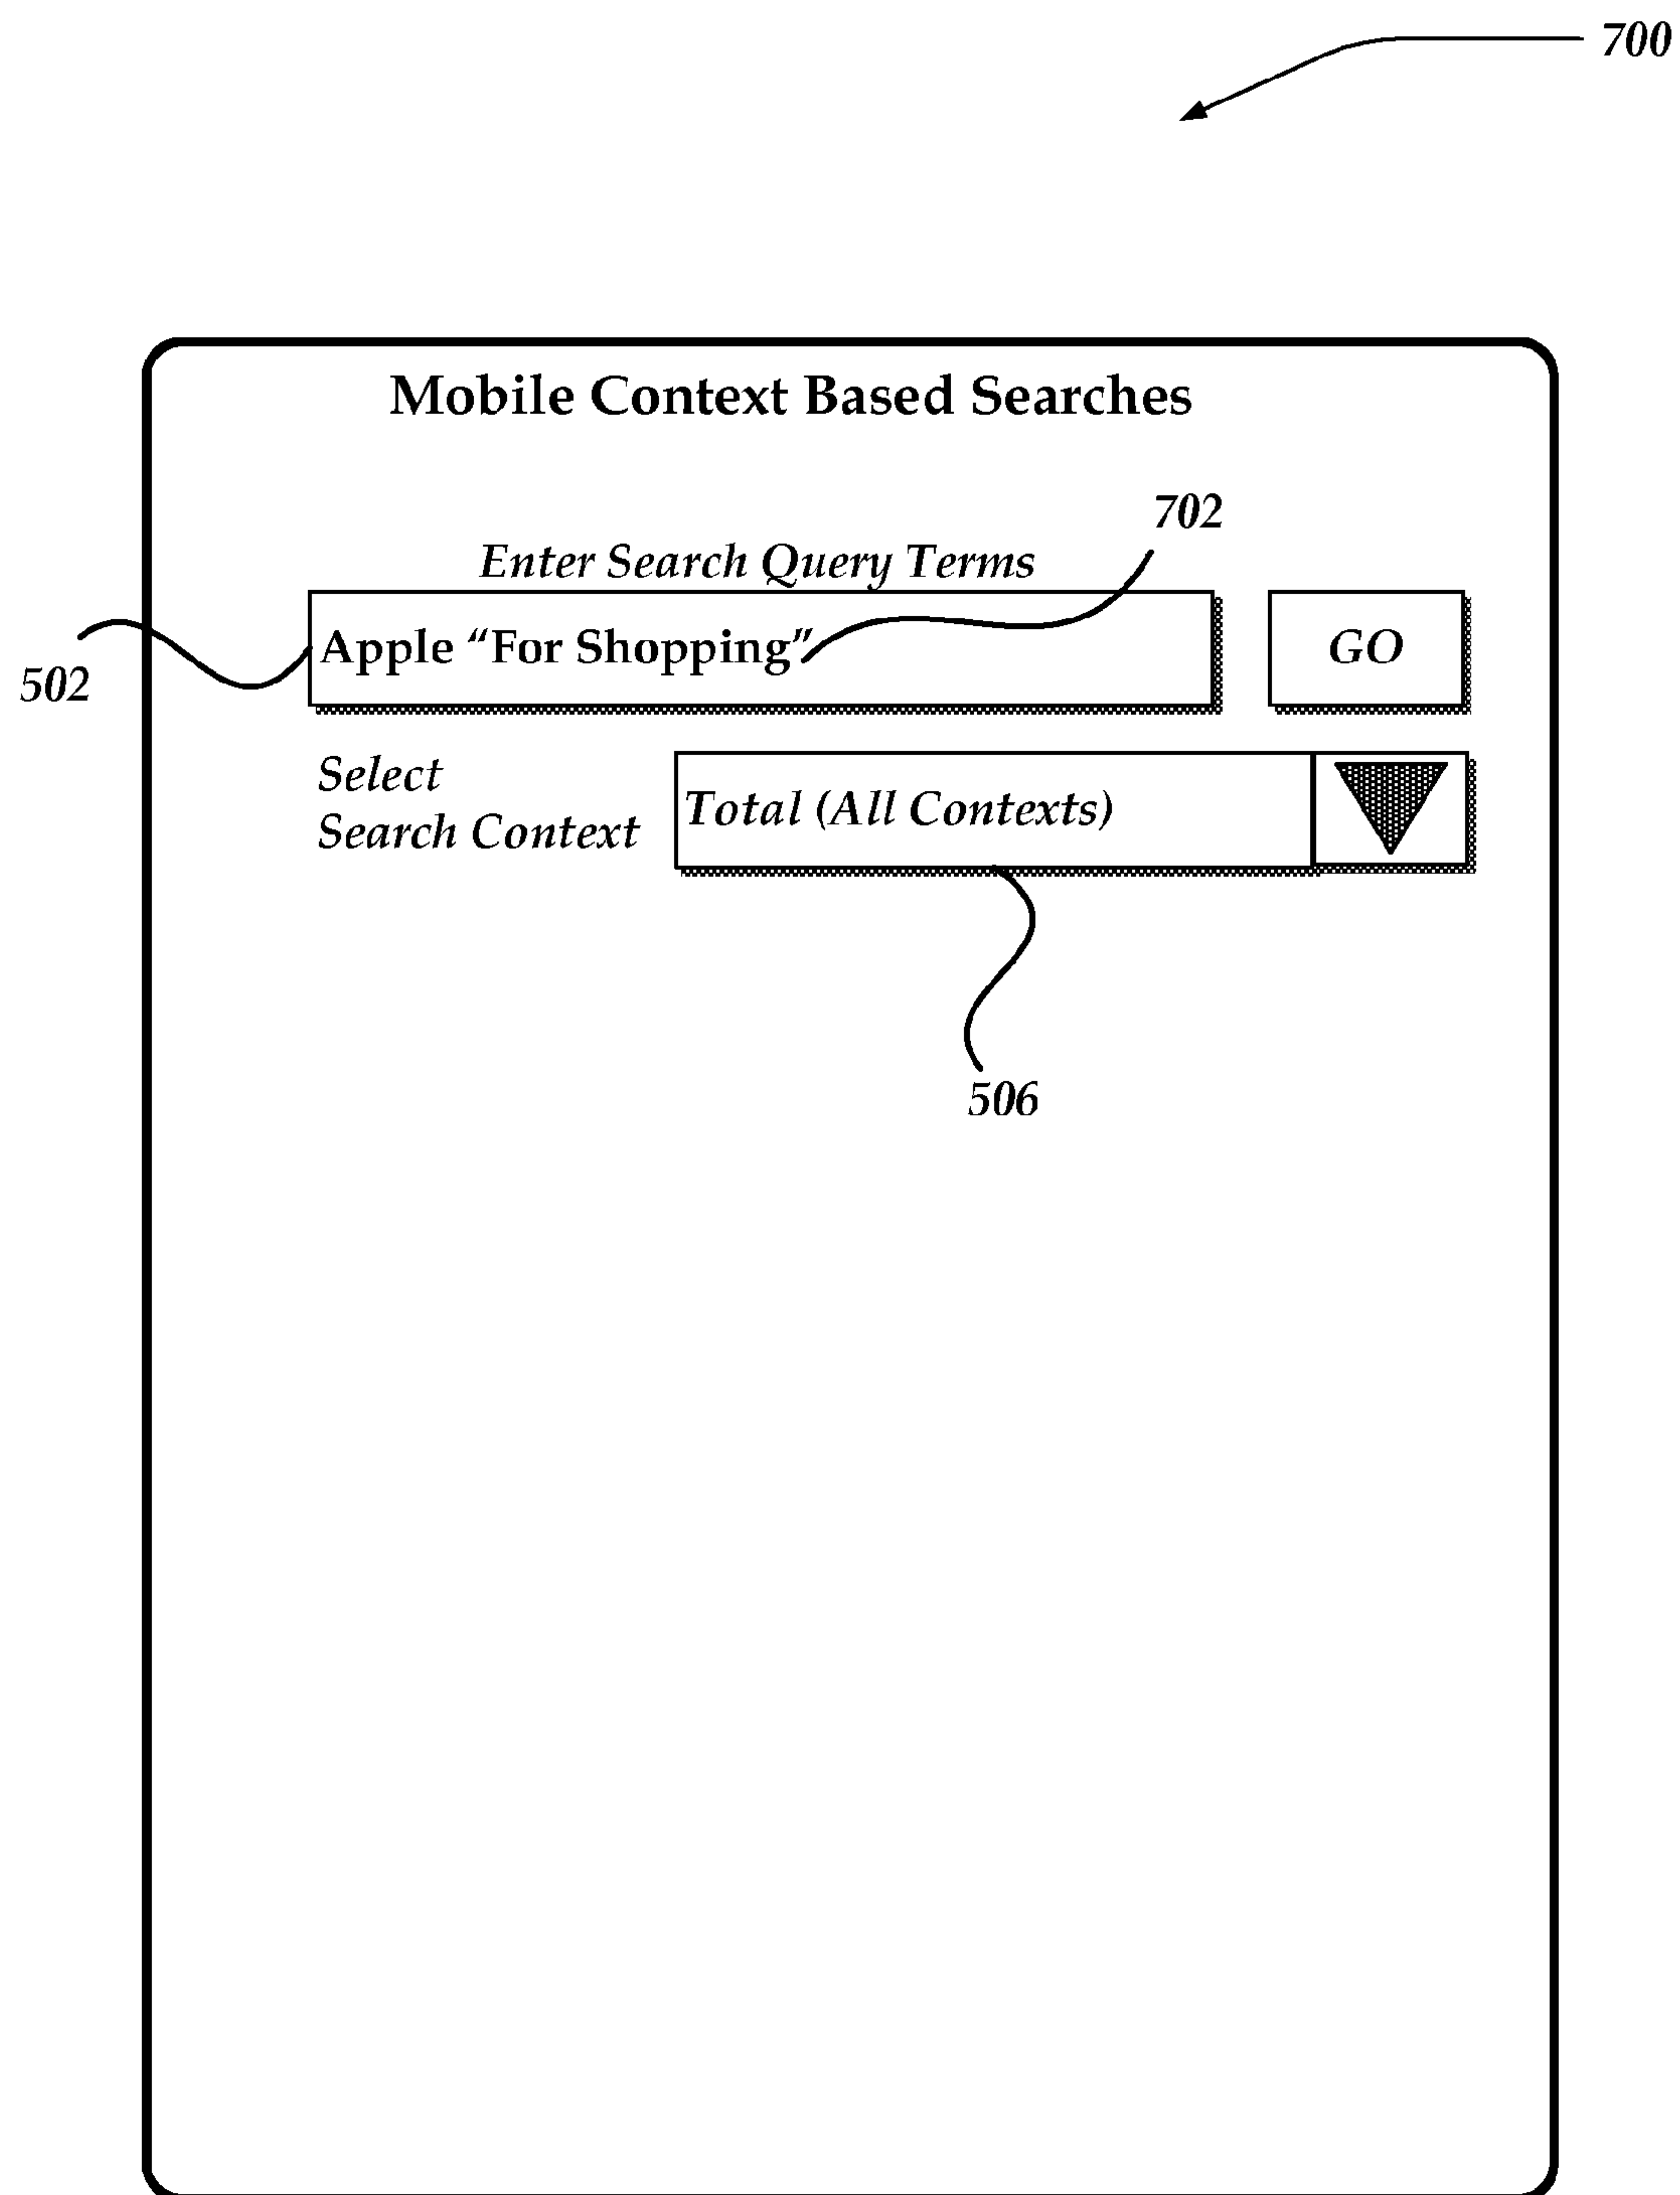 700
Mobile Context Based Searches
702
Enter Search Query Terms
Apple “For Shopping”
GO
502
Select
Search Context
Total (All Contexts)
506